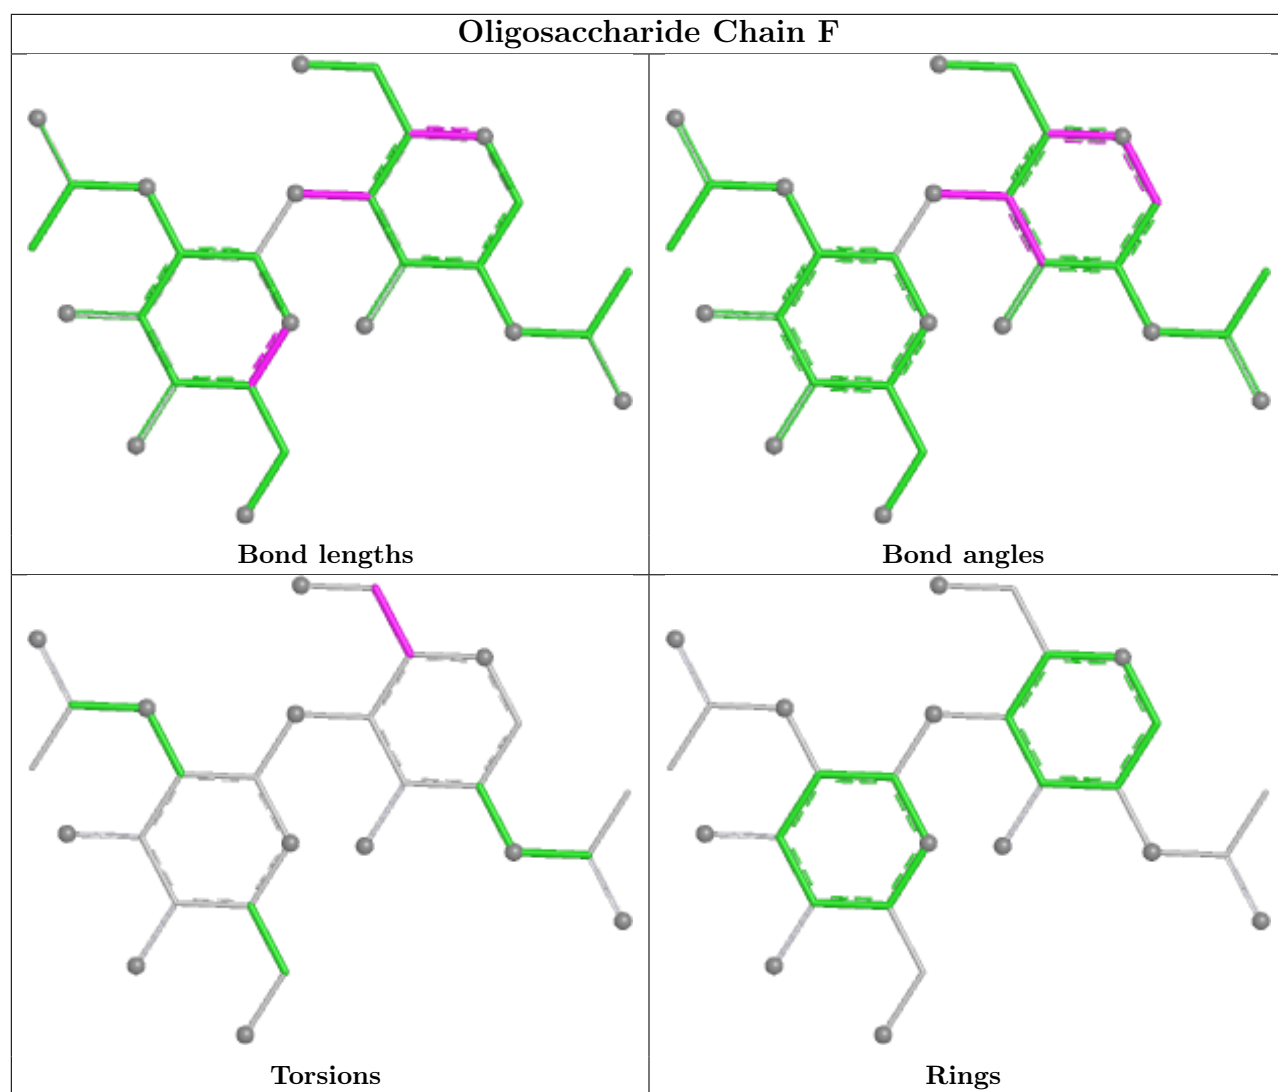 Oligosaccharide Chain F
Bond lengths
Bond angles
Torsions
Rings